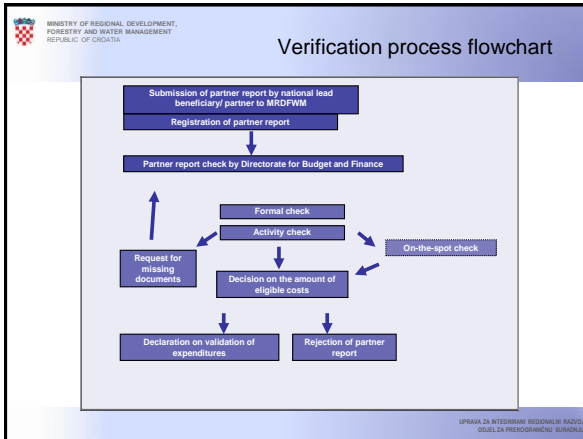 MINISTRY OF REGIONAL DEVELOPMENT,
FORESTRY AND WATER MANAGEMENT
REPUBLIC OF CROATIA
Verification process flowchart
Submission of partner report by national lead
beneficiary/ partner to MRDFWM
Registration of partner report
Partner report check by Directorate for Budget and Finance
Formal check
Activity check
On-the-spot check
Request for
missing
documents
Decision on the amount of
eligible costs
Declaration on validation of
expenditures
Rejection of partner
report
UPRAVA ZA INTEGRIRANI REGIONALNI RAZVOJ
ODJEL ZA PREKOGRANIČNU SURADNJU